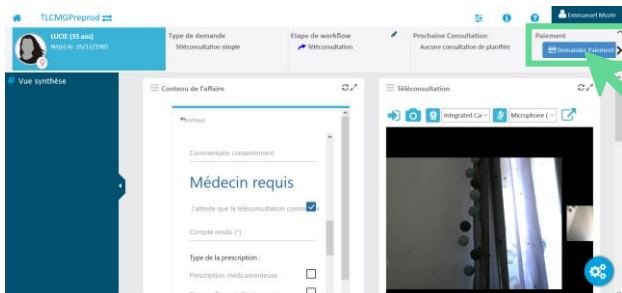 TLCMGPreprod
Emmanuel Mozin
LUCIE (33 ans)
Né(e) le: 26/12/1985
Type de demande
Téléconsultation simple
Etape de workflow
Téléconsultation
Prochaine Consultation
Aucune consultation de planifiée
Paiement
Demander Paiement
Vue synthèse
Contenu de l'affaire
retour
Commentaire consentement
Médecin requis
J'atteste que la téléconsultation comm
Compte rendu (*) :
Type de la prescription :
Prescription médicamenteuse
Téléconsultation
Integrated Ca
Microphone (